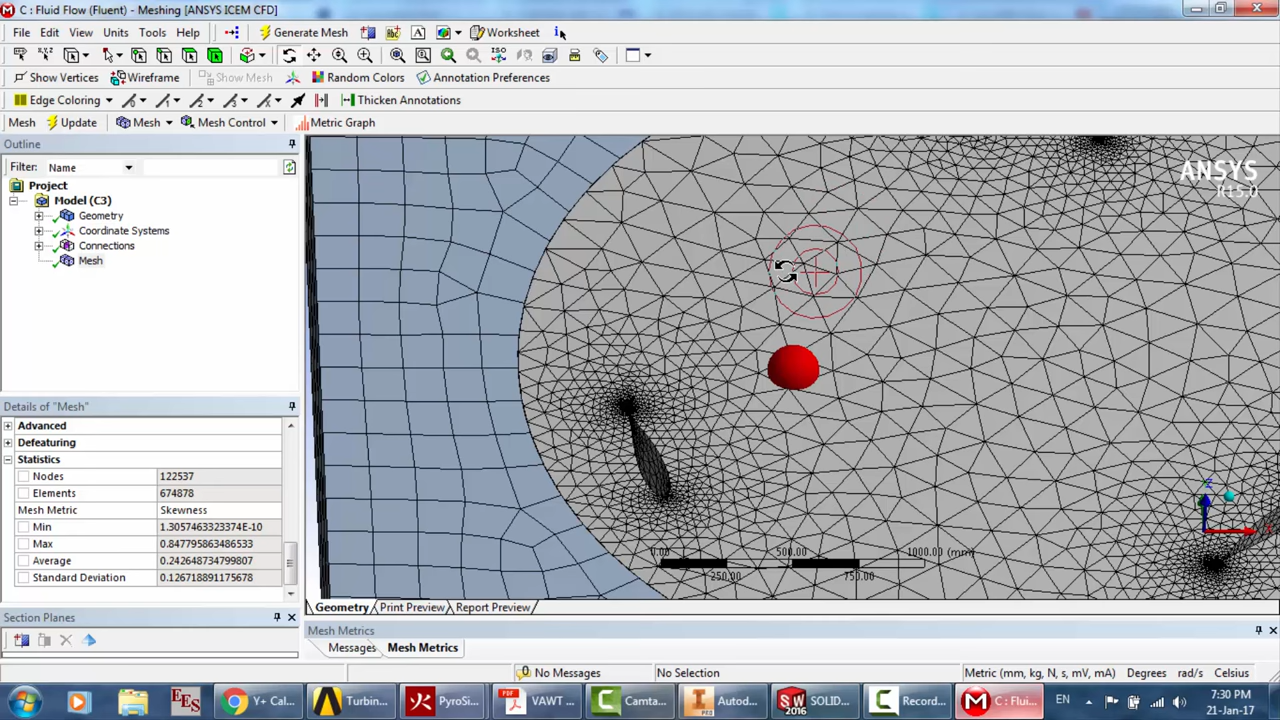 C : Fluid Flow (Fluent) - Meshing [ANSYS ICEM CFD]
File Edit View Units Tools Help Generate Mesh A Worksheet i
ISO
Show Vertices Wireframe Show Mesh Random Colors Annotation Preferences
Edge Coloring Thicken Annotations
Mesh Update Mesh Mesh Control Metric Graph
Outline
Filter: Name
Project
Model (C3)
Geometry
Coordinate Systems
Connections
Mesh
ANSYS
R15.0
Details of "Mesh"
Advanced
Defeaturing
Statistics
Nodes 122537
Elements 674878
Mesh Metric Skewness
Min 1.3057463323374E-10
Max 0.847795863486533
Average 0.242648734799807
Standard Deviation 0.126718891175678
0.00 500.00 1000.00 (mm)
250.00 750.00
Section Planes
Geometry Print Preview Report Preview
Mesh Metrics
Messages Mesh Metrics
No Messages No Selection Metric (mm, kg, N, s, mV, mA) Degrees rad/s Celsius
EES Y+ Cal... Turbin... PyroSi... VAWT ... Camta... Autod... SOLID... Record... C : Flui... EN 7:30 PM
21-Jan-17